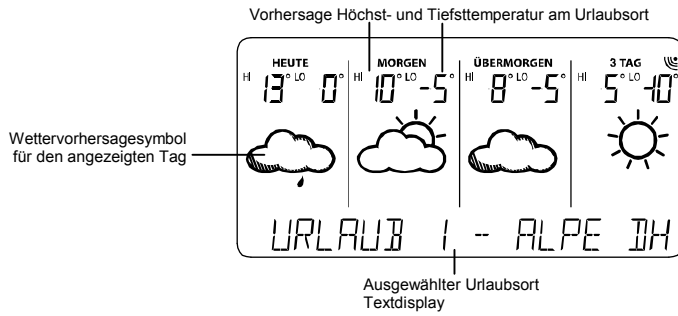 Vorhersage Höchst- und Tiefsttemperatur am Urlaubsort
HEUTE MORGEN ÜBERMORGEN 3 TAG
HI 13° LO 0° HI 10° LO -5° HI 8° LO -5° HI 5° LO -10°
Wettervorhersagesymbol
für den angezeigten Tag
URLAUB 1 -- ALPE DH
Ausgewählter Urlaubsort
Textdisplay